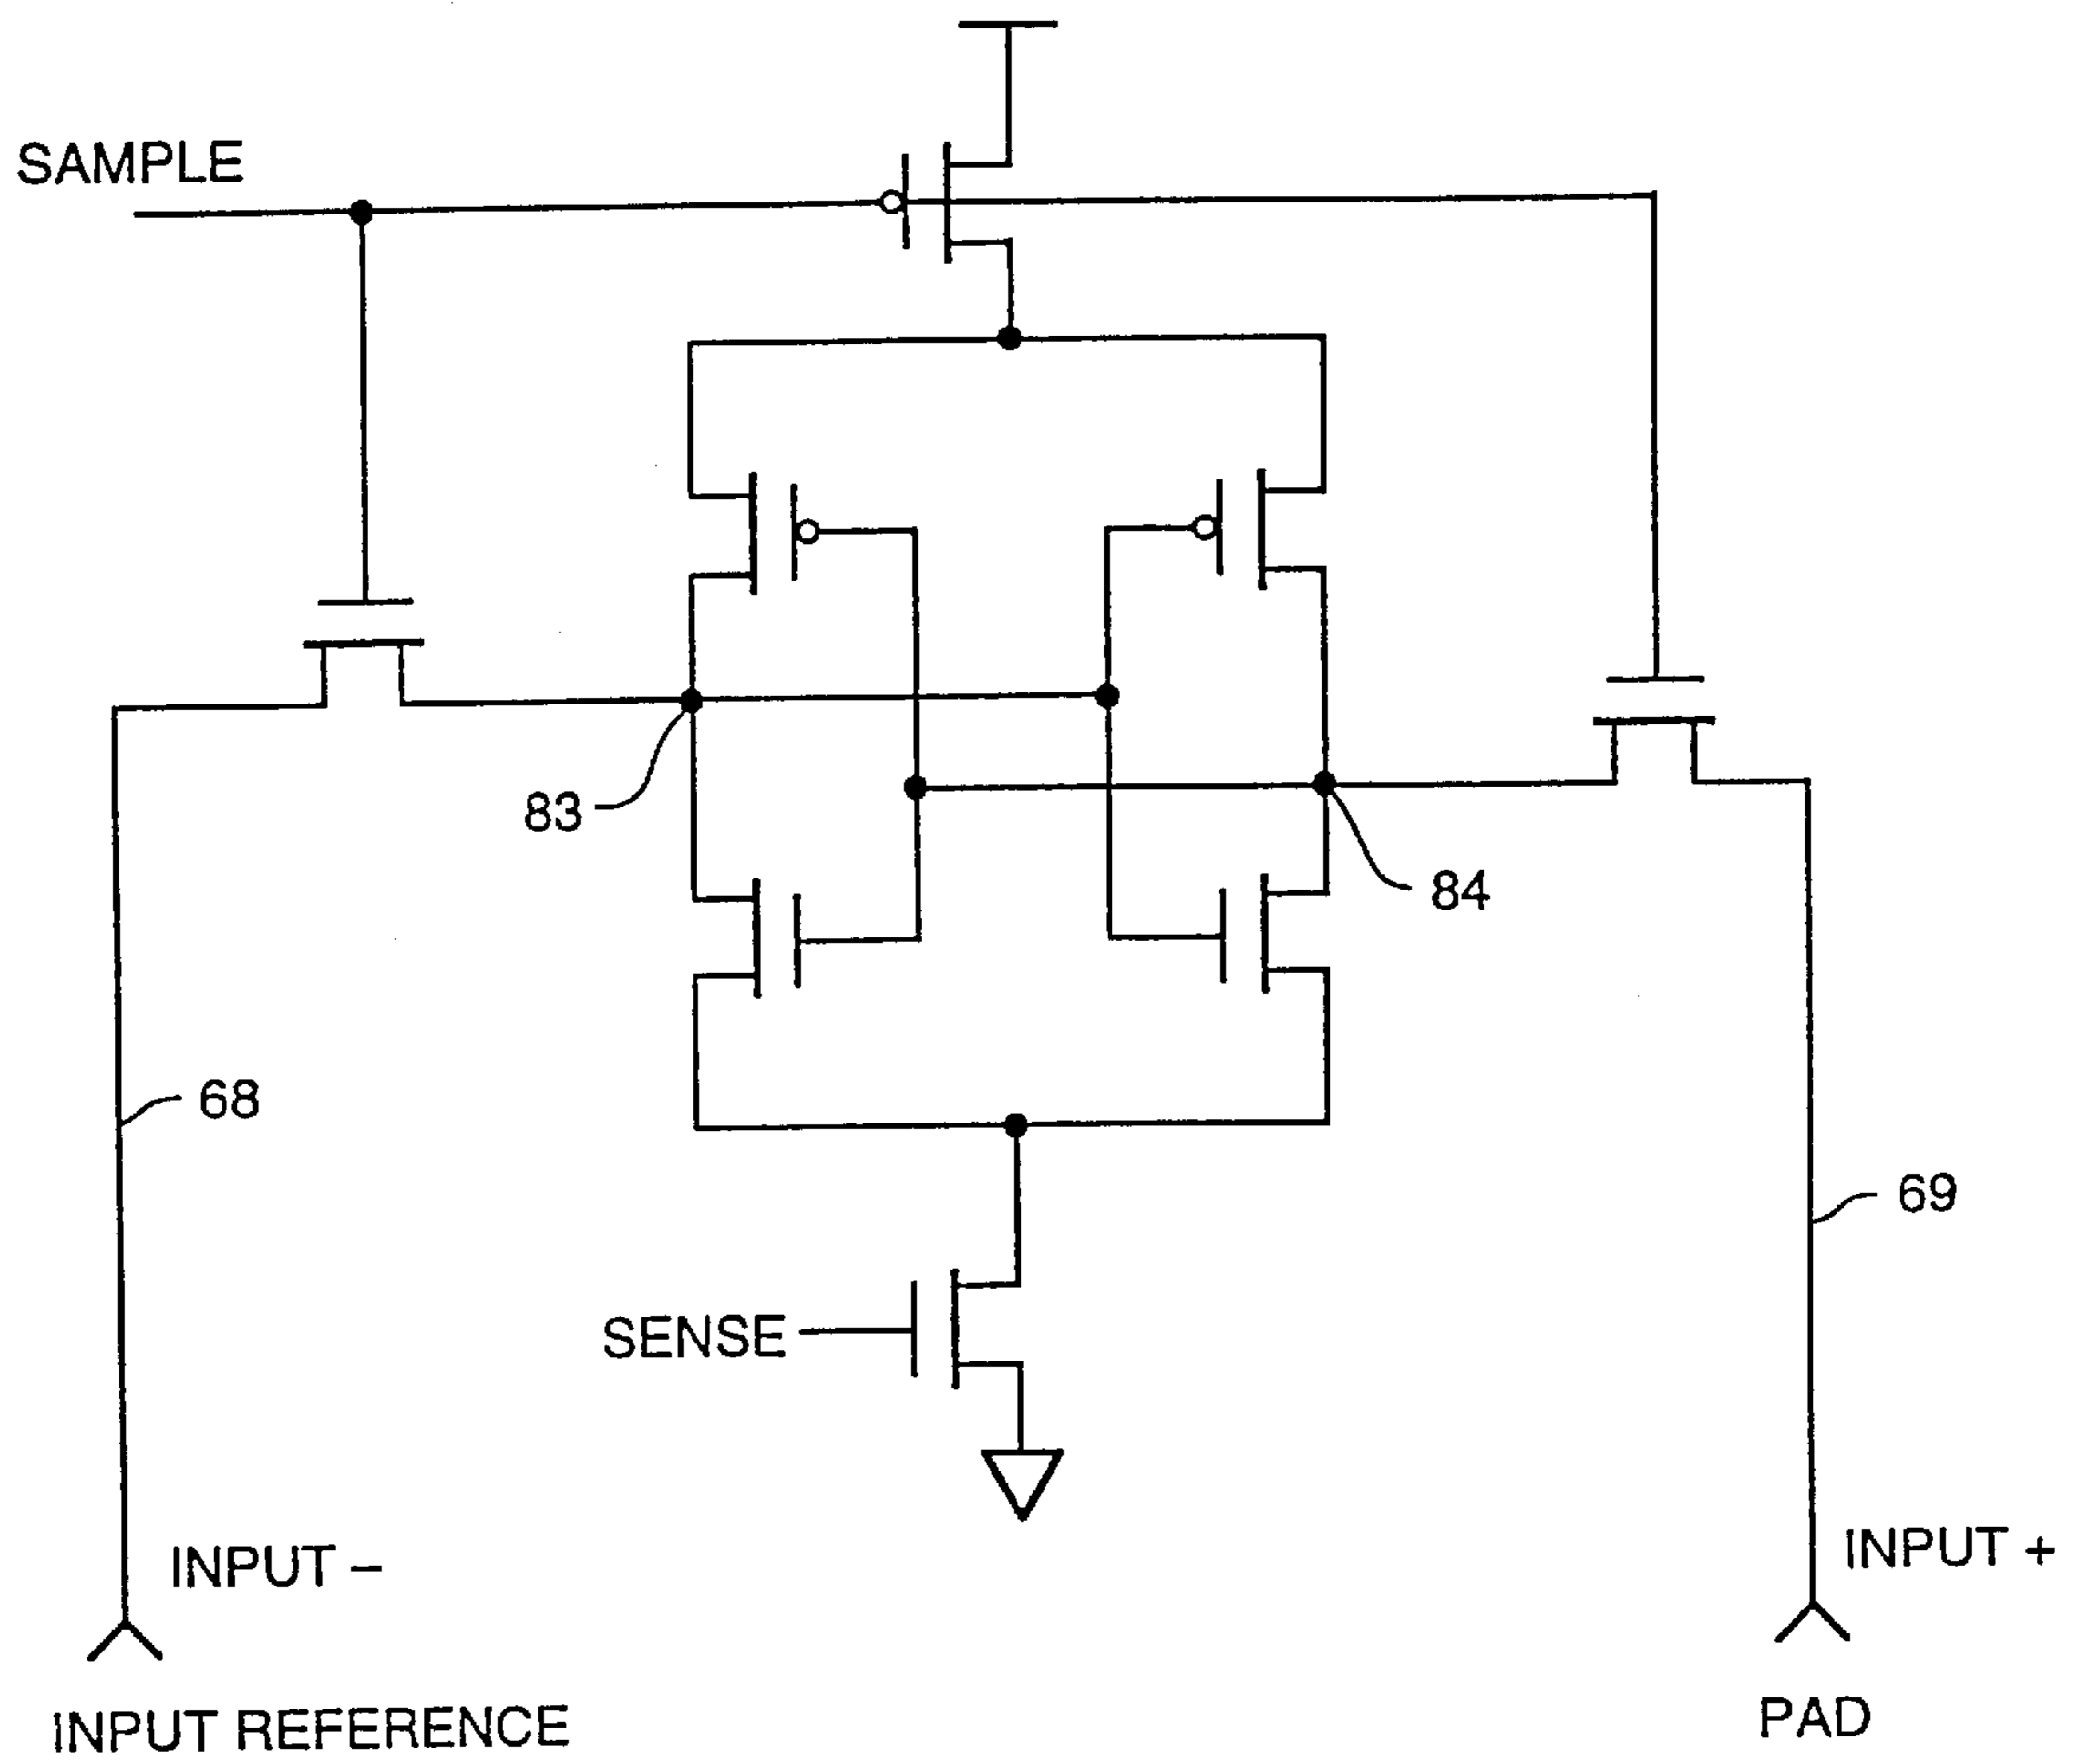 SAMPLE
83
84
68
69
SENSE
INPUT –
INPUT +
INPUT REFERENCE
PAD